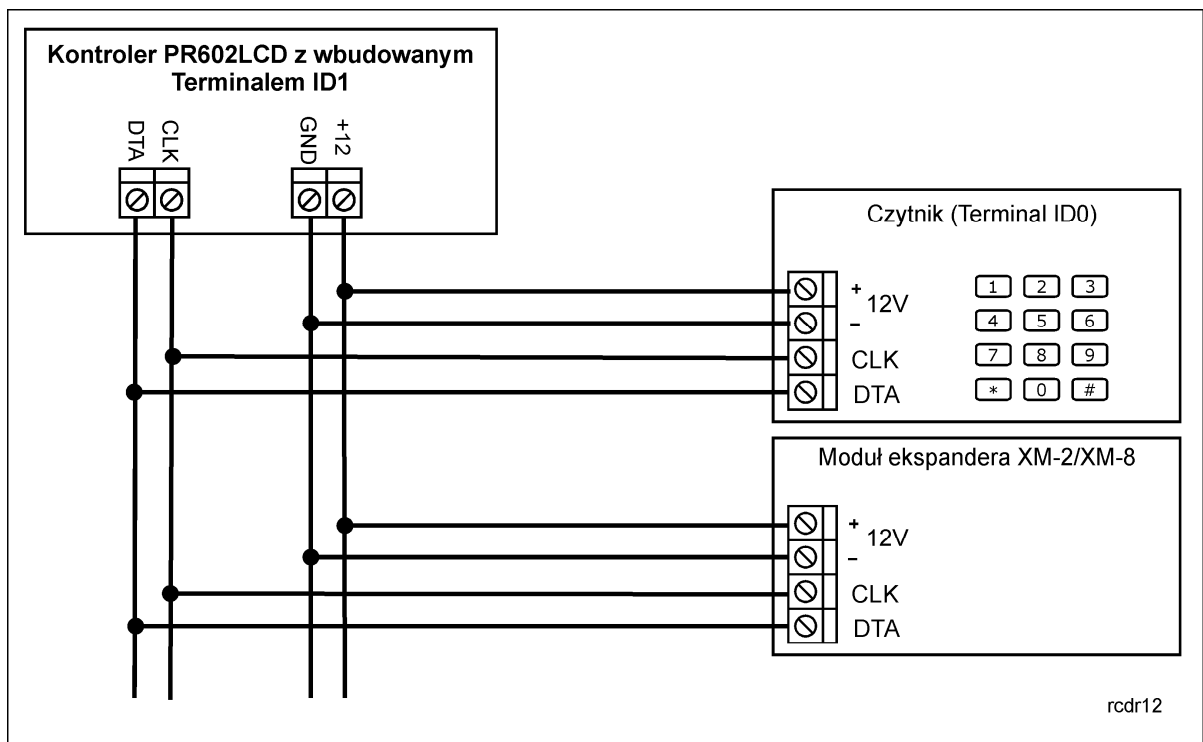 Kontroler PR602LCD z wbudowanym
Terminalem ID1
DTA
CLK
GND
+12
Czytnik (Terminal ID0)
+
12V
–
CLK
DTA
1 2 3
4 5 6
7 8 9
* 0 #
Moduł ekspandera XM-2/XM-8
+
12V
–
CLK
DTA
rcdr12